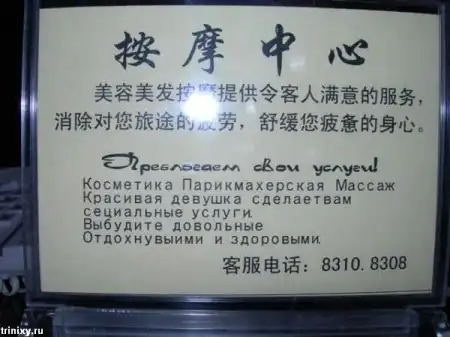 按摩中心
美容美发按摩提供令客人满意的服务，
消除对您旅途的疲劳，舒缓您疲惫的身心。
Преблогаем свои услуги!
Косметика Парикмахерская Массаж
Красивая девушка сделаетвам
сециальные услуги.
Выбудите довольные
Отдохнувыими и здоровыми.
客服电话：8310.8308
trinixy.ru